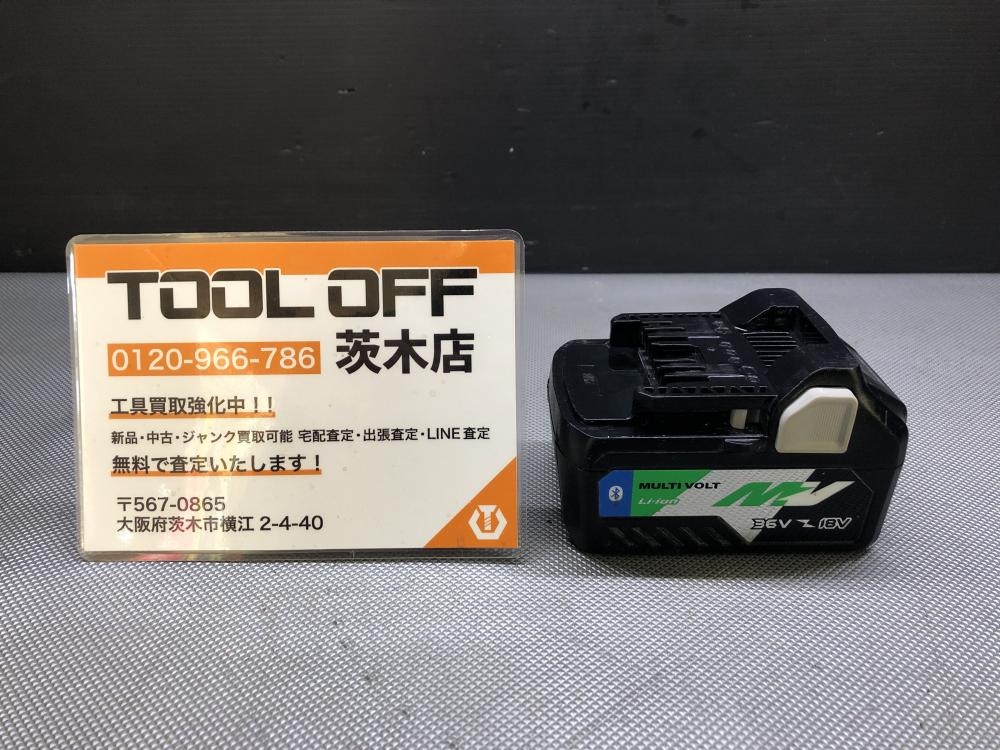 TOOL OFF
0120-966-786 茨木店
工具買取強化中!!
新品・中古・ジャンク買取可能 宅配査定・出張査定・LINE査定
無料で査定いたします!
〒567-0865
大阪府茨木市横江 2-4-40
MULTI VOLT
Li-ion
MV
36V 18V